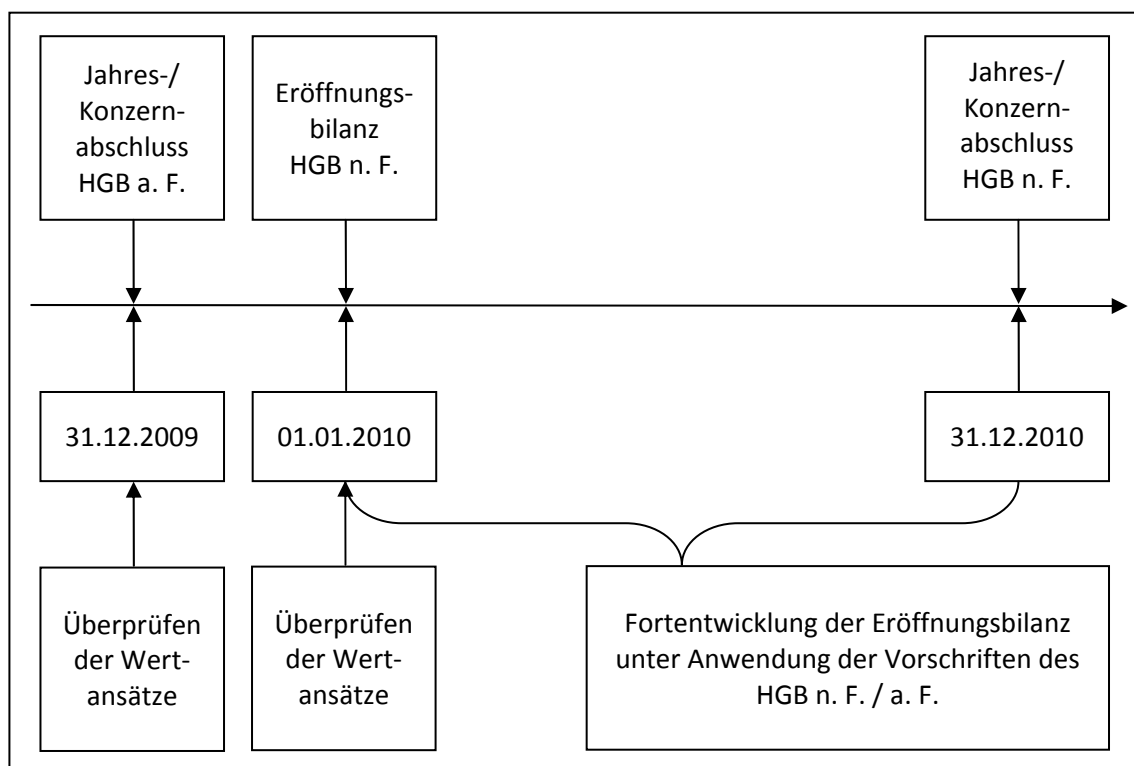 Jahres-/
Konzern-
abschluss
HGB a. F.
Eröffnungs-
bilanz
HGB n. F.
Jahres-/
Konzern-
abschluss
HGB n. F.
31.12.2009
01.01.2010
31.12.2010
Überprüfen
der Wert-
ansätze
Überprüfen
der Wert-
ansätze
Fortentwicklung der Eröffnungsbilanz
unter Anwendung der Vorschriften des
HGB n. F. / a. F.